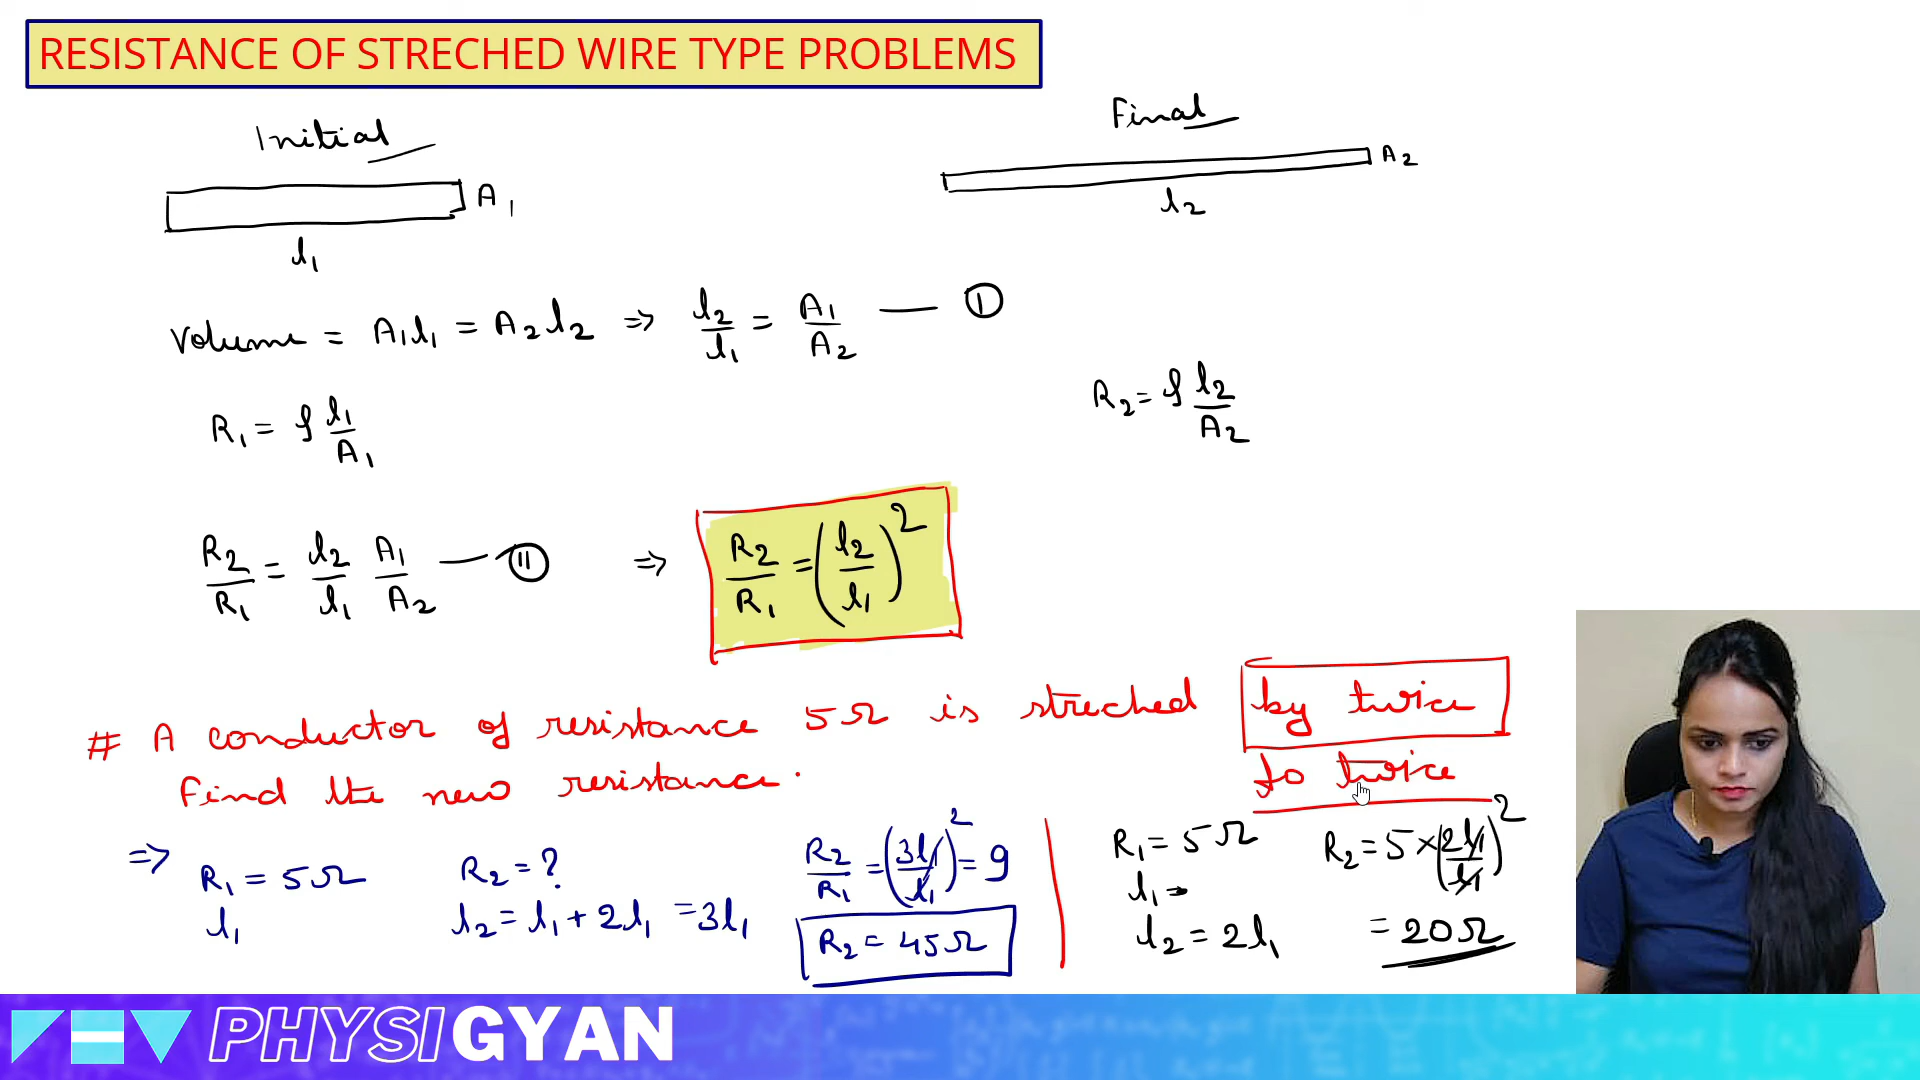 RESISTANCE OF STRECHED WIRE TYPE PROBLEMS
Initial
Final
A₁
A₂
l₁
l₂
Volume = A₁l₁ = A₂l₂ ⇒ l₂/l₁ = A₁/A₂ — Ⓘ
R₁ = ρ l₁/A₁
R₂ = ρ l₂/A₂
R₂/R₁ = l₂/l₁ A₁/A₂ — (II) ⇒ R₂/R₁ = (l₂/l₁)²
# A conductor of resistance 5Ω is streched by twice
to twice
Find the new resistance.
⇒ R₁ = 5Ω R₂ = ?
l₁ l₂ = l₁ + 2l₁ = 3l₁
R₂/R₁ = (3l₁/l₁)² = 9
R₂ = 45Ω
R₁ = 5Ω
l₁
l₂ = 2l₁
R₂ = 5 × (2l₁/l₁)²
= 20Ω
PHYSIGYAN